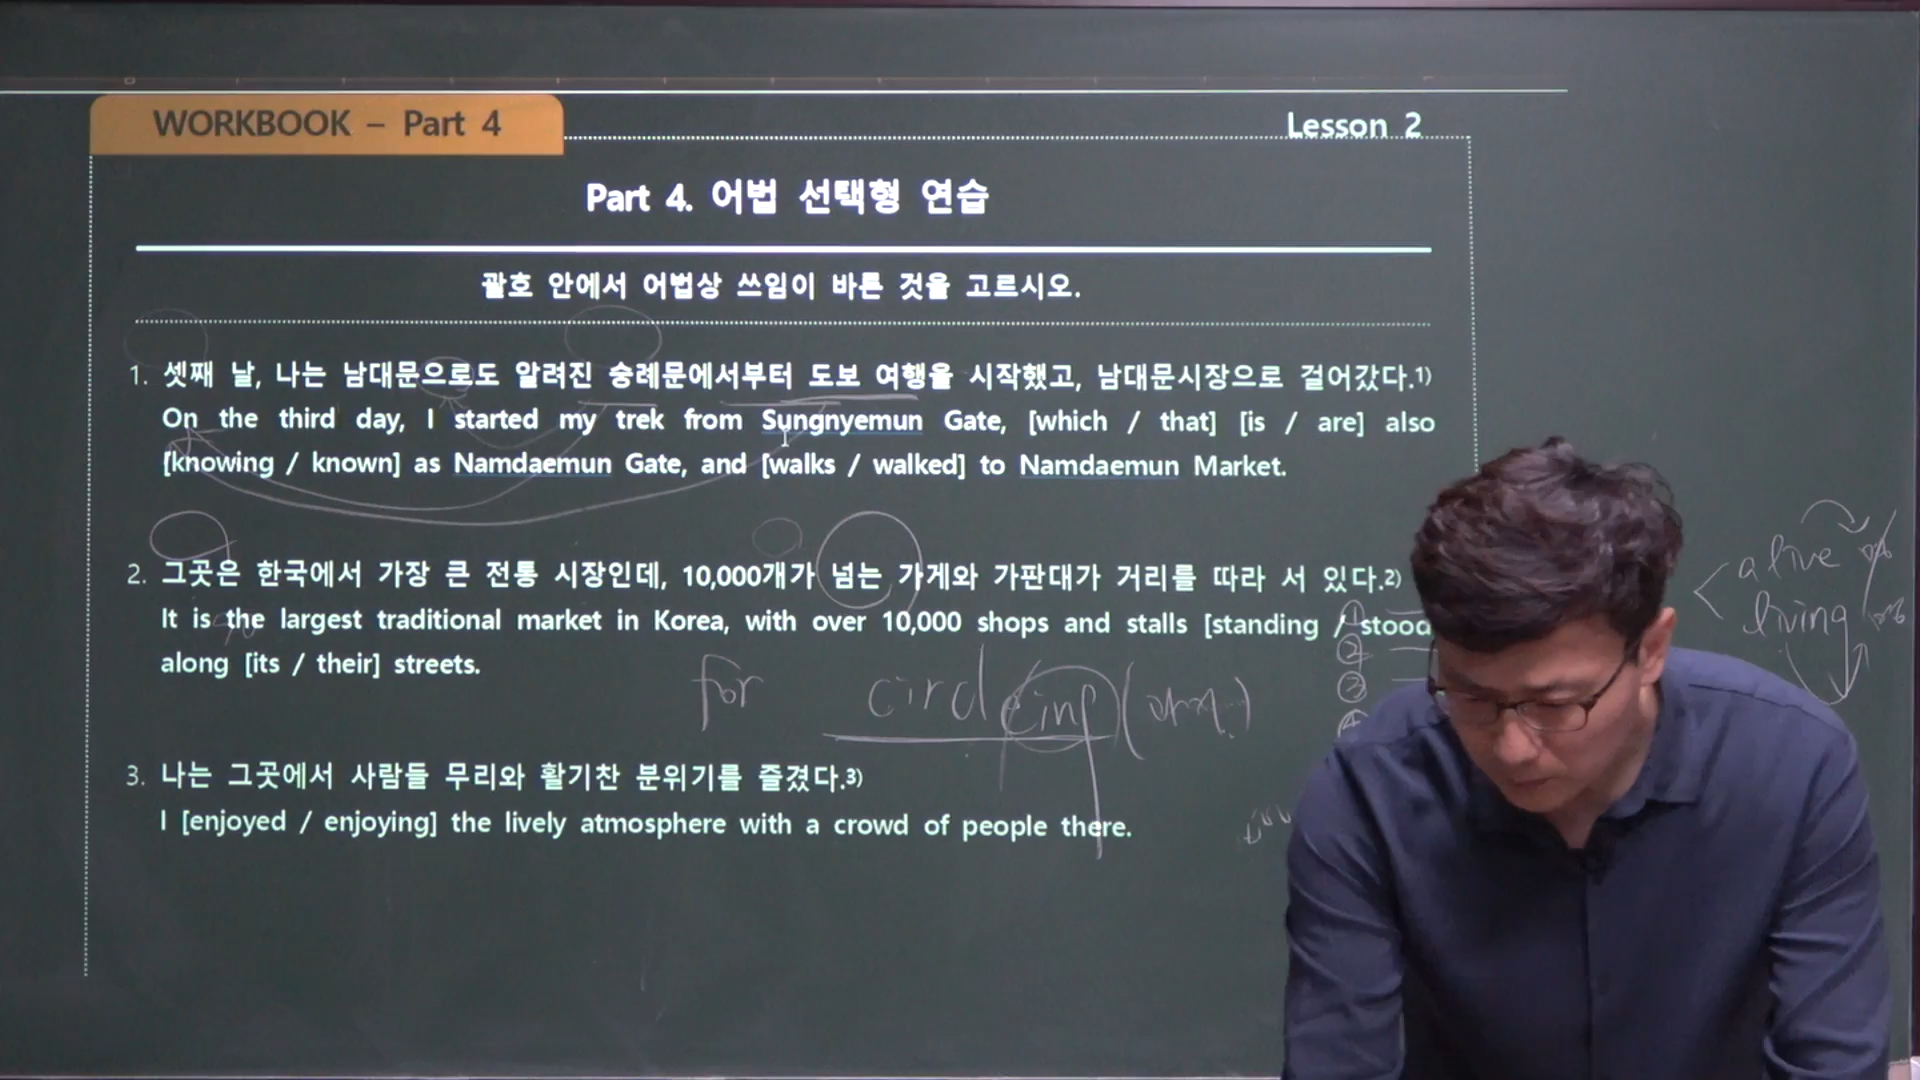 WORKBOOK – Part 4
Lesson 2
Part 4. 어법 선택형 연습
괄호 안에서 어법상 쓰임이 바른 것을 고르시오.
1. 셋째 날, 나는 남대문으로도 알려진 숭례문에서부터 도보 여행을 시작했고, 남대문시장으로 걸어갔다.1)
On the third day, I started my trek from Sungnyemun Gate, [which / that] [is / are] also
[knowing / known] as Namdaemun Gate, and [walks / walked] to Namdaemun Market.
2. 그곳은 한국에서 가장 큰 전통 시장인데, 10,000개가 넘는 가게와 가판대가 거리를 따라 서 있다.2)
It is the largest traditional market in Korea, with over 10,000 shops and stalls [standing / stood
along [its / their] streets.
for
3. 나는 그곳에서 사람들 무리와 활기찬 분위기를 즐겼다.3)
I [enjoyed / enjoying] the lively atmosphere with a crowd of people there.
① 
② 
③
alive
living